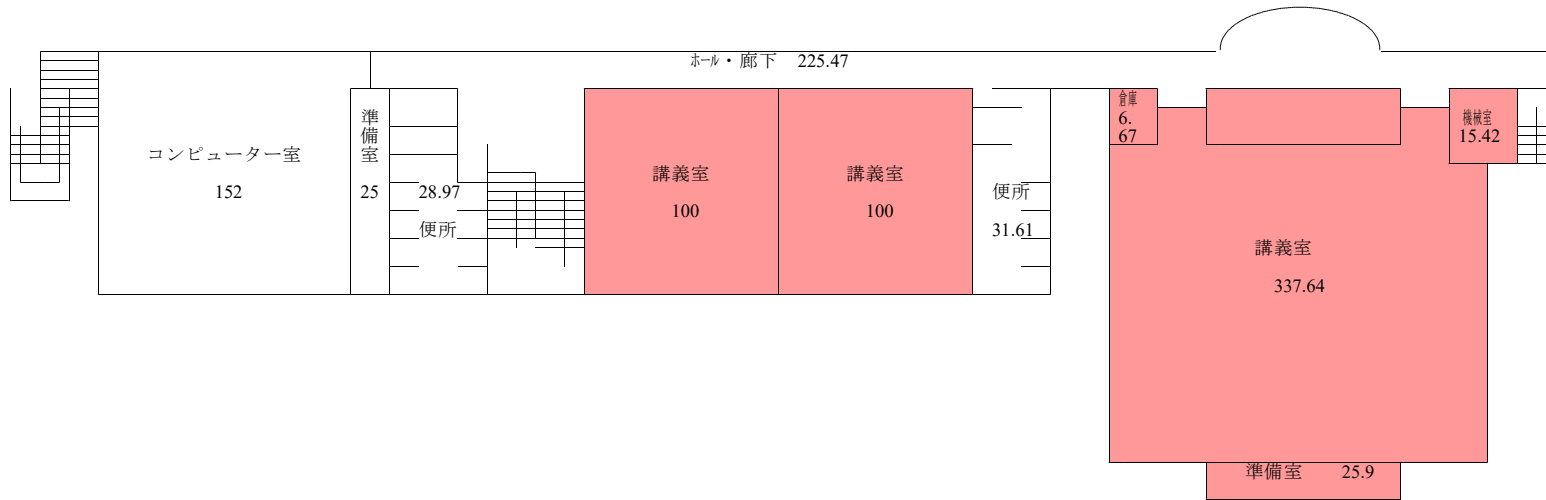 ホール・廊下 225.47
コンピューター室
152
準備室
25
28.97
便所
講義室
100
講義室
100
便所
31.61
倉庫
6.
67
機械室
15.42
講義室
337.64
準備室 25.9